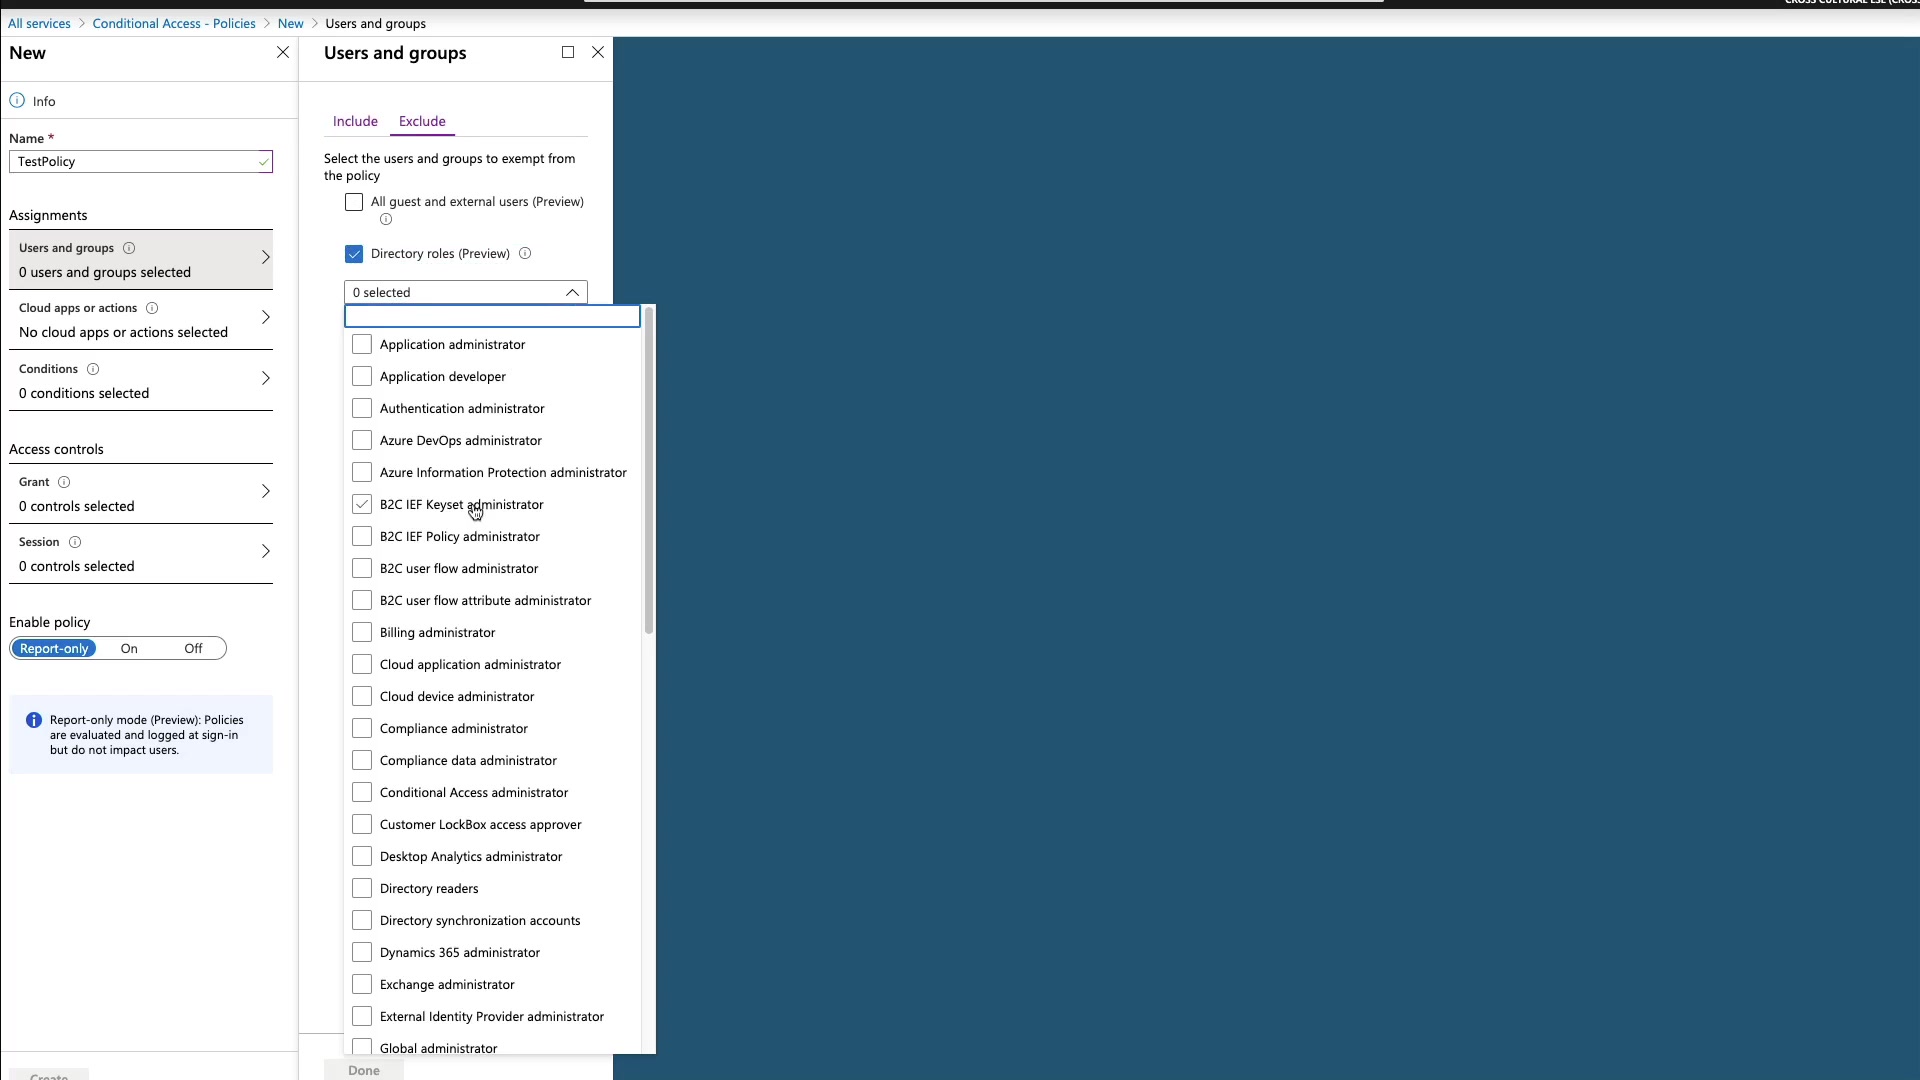 All services > Conditional Access - Policies > New > Users and groups
New
Info
Name *
TestPolicy
Assignments
Users and groups
0 users and groups selected
Cloud apps or actions
No cloud apps or actions selected
Conditions
0 conditions selected
Access controls
Grant
0 controls selected
Session
0 controls selected
Enable policy
Report-only On Off
Report-only mode (Preview): Policies
are evaluated and logged at sign-in
but do not impact users.
Create
Users and groups
Include Exclude
Select the users and groups to exempt from
the policy
All guest and external users (Preview)
Directory roles (Preview)
0 selected
Application administrator
Application developer
Authentication administrator
Azure DevOps administrator
Azure Information Protection administrator
B2C IEF Keyset administrator
B2C IEF Policy administrator
B2C user flow administrator
B2C user flow attribute administrator
Billing administrator
Cloud application administrator
Cloud device administrator
Compliance administrator
Compliance data administrator
Conditional Access administrator
Customer LockBox access approver
Desktop Analytics administrator
Directory readers
Directory synchronization accounts
Dynamics 365 administrator
Exchange administrator
External Identity Provider administrator
Global administrator
Done